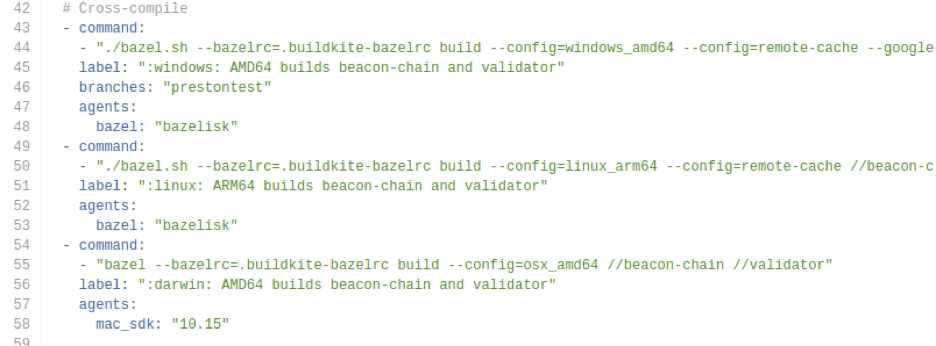 42 # Cross-compile
43 - command:
44 - "./bazel.sh --bazelrc=.buildkite-bazelrc build --config=windows_amd64 --config=remote-cache --google
45 label: ":windows: AMD64 builds beacon-chain and validator"
46 branches: "prestontest"
47 agents:
48 bazel: "bazelisk"
49 - command:
50 - "./bazel.sh --bazelrc=.buildkite-bazelrc build --config=linux_arm64 --config=remote-cache //beacon-c
51 label: ":linux: ARM64 builds beacon-chain and validator"
52 agents:
53 bazel: "bazelisk"
54 - command:
55 - "bazel --bazelrc=.buildkite-bazelrc build --config=osx_amd64 //beacon-chain //validator"
56 label: ":darwin: AMD64 builds beacon-chain and validator"
57 agents:
58 mac_sdk: "10.15"
59